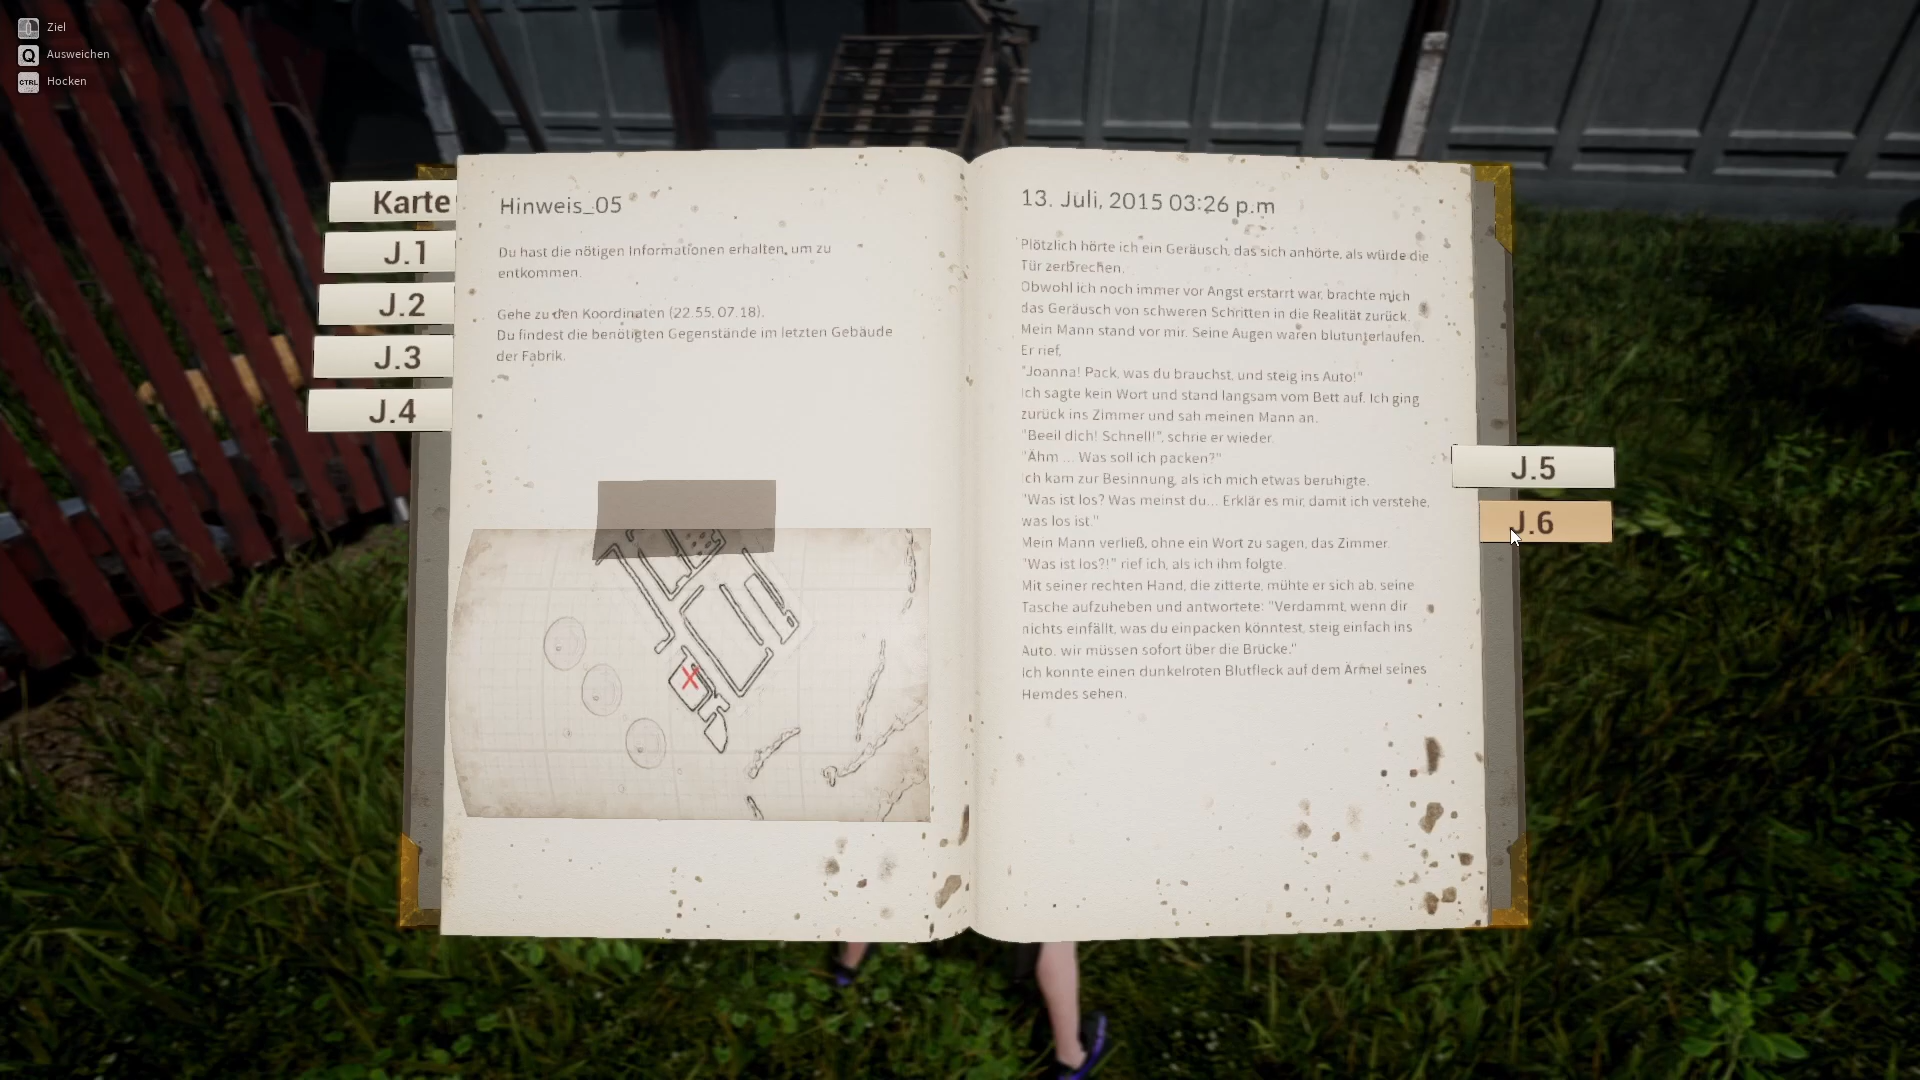 Ziel
Q Ausweichen
CTRL Hocken
Karte
J.1
J.2
J.3
J.4
Hinweis_05
Du hast die nötigen Informationen erhalten, um zu
entkommen.
Gehe zu den Koordinaten (22.55, 07.18).
Du findest die benötigten Gegenstände im letzten Gebäude
der Fabrik.
13. Juli, 2015 03:26 p.m
Plötzlich hörte ich ein Geräusch, das sich anhörte, als würde die
Tür zerbrechen.
Obwohl ich noch immer vor Angst erstarrt war, brachte mich
das Geräusch von schweren Schritten in die Realität zurück.
Mein Mann stand vor mir. Seine Augen waren blutunterlaufen.
Er rief,
"Joanna! Pack, was du brauchst, und steig ins Auto!"
Ich sagte kein Wort und stand langsam vom Bett auf. Ich ging
zurück ins Zimmer und sah meinen Mann an.
"Beeil dich! Schnell!", schrie er wieder.
"Ähm ... Was soll ich packen?"
Ich kam zur Besinnung, als ich mich etwas beruhigte.
"Was ist los? Was meinst du... Erklär es mir, damit ich verstehe,
was los ist."
Mein Mann verließ, ohne ein Wort zu sagen, das Zimmer.
"Was ist los?!" rief ich, als ich ihm folgte.
Mit seiner rechten Hand, die zitterte, mühte er sich ab, seine
Tasche aufzuheben und antwortete: "Verdammt, wenn dir
nichts einfällt, was du einpacken könntest, steig einfach ins
Auto. wir müssen sofort über die Brücke."
Ich konnte einen dunkelroten Blutfleck auf dem Ärmel seines
Hemdes sehen.
J.5
J.6